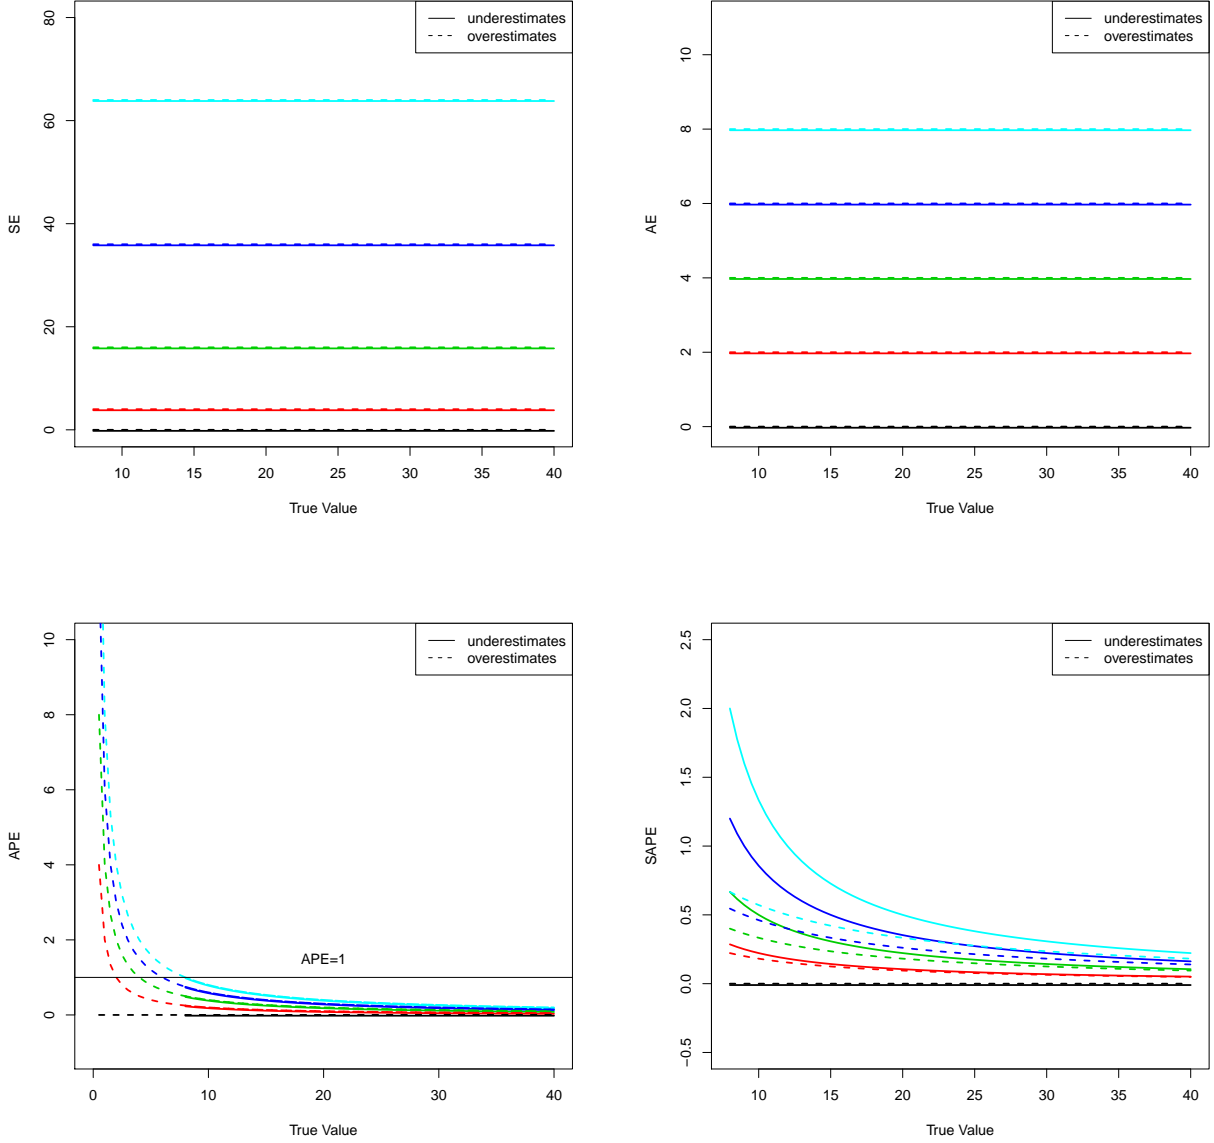 underestimates
overestimates
SE
80
60
40
20
0
10 15 20 25 30 35 40
True Value
underestimates
overestimates
AE
10
8
6
4
2
0
10 15 20 25 30 35 40
True Value
underestimates
overestimates
APE
10
8
6
4
2
0
APE=1
0 10 20 30 40
True Value
underestimates
overestimates
SAPE
2.5
2.0
1.5
1.0
0.5
0.0
−0.5
10 15 20 25 30 35 40
True Value